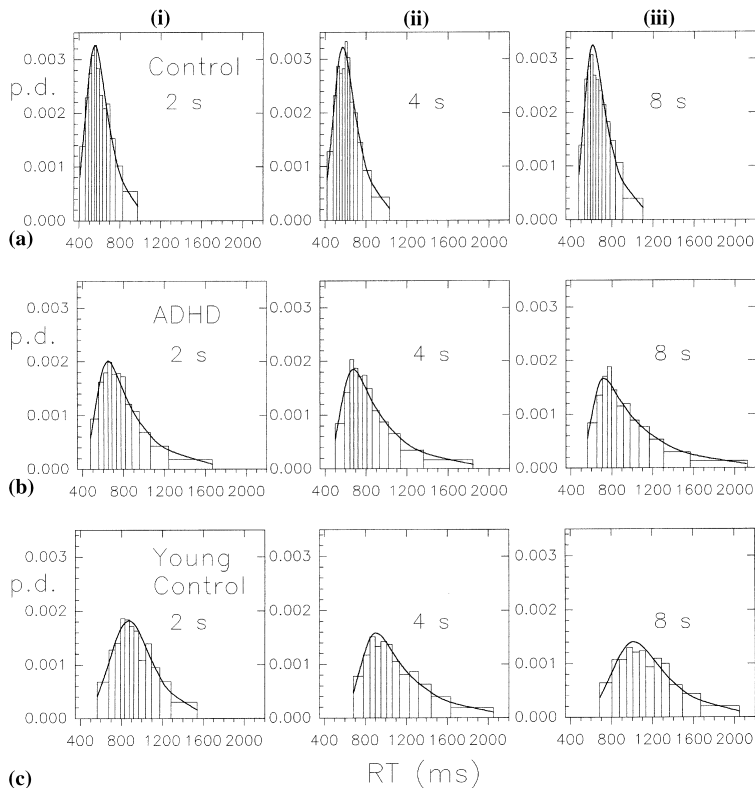 (i) (ii) (iii)
0.003 0.003 0.003
p.d. Control
2 s 4 s 8 s
0.002 0.002 0.002
0.001 0.001 0.001
0.000 0.000 0.000
400 800 1200 1600 2000 400 800 1200 1600 2000 400 800 1200 1600 2000
(a)
0.003 0.003 0.003
p.d. ADHD
2 s 4 s 8 s
0.002 0.002 0.002
0.001 0.001 0.001
0.000 0.000 0.000
400 800 1200 1600 2000 400 800 1200 1600 2000 400 800 1200 1600 2000
(b)
0.003 0.003 0.003
Young
p.d. Control
2 s 4 s 8 s
0.002 0.002 0.002
0.001 0.001 0.001
0.000 0.000 0.000
400 800 1200 1600 2000 400 800 1200 1600 2000 400 800 1200 1600 2000
(c) RT (ms)